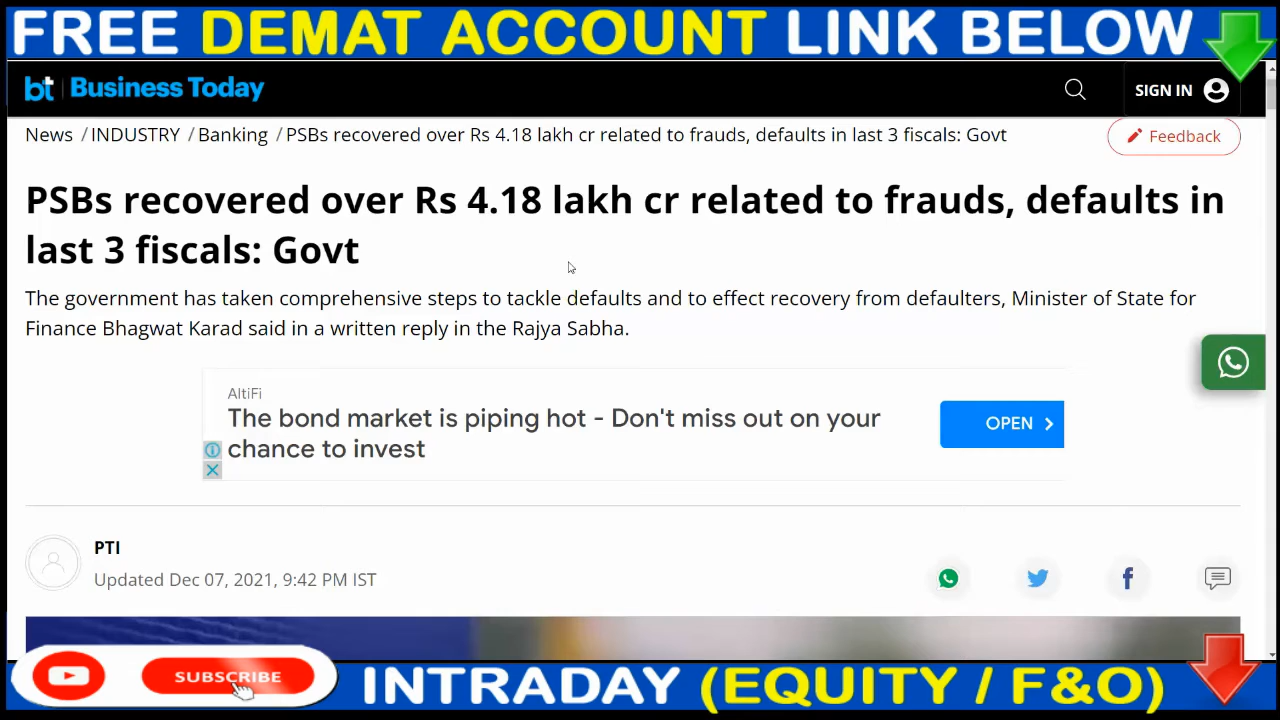 FREE DEMAT ACCOUNT LINK BELOW
bt Business Today
SIGN IN
News / INDUSTRY / Banking / PSBs recovered over Rs 4.18 lakh cr related to frauds, defaults in last 3 fiscals: Govt
Feedback
PSBs recovered over Rs 4.18 lakh cr related to frauds, defaults in
last 3 fiscals: Govt
The government has taken comprehensive steps to tackle defaults and to effect recovery from defaulters, Minister of State for
Finance Bhagwat Karad said in a written reply in the Rajya Sabha.
AltiFi
The bond market is piping hot - Don't miss out on your
chance to invest
OPEN
PTI
Updated Dec 07, 2021, 9:42 PM IST
SUBSCRIBE
INTRADAY (EQUITY / F&O)